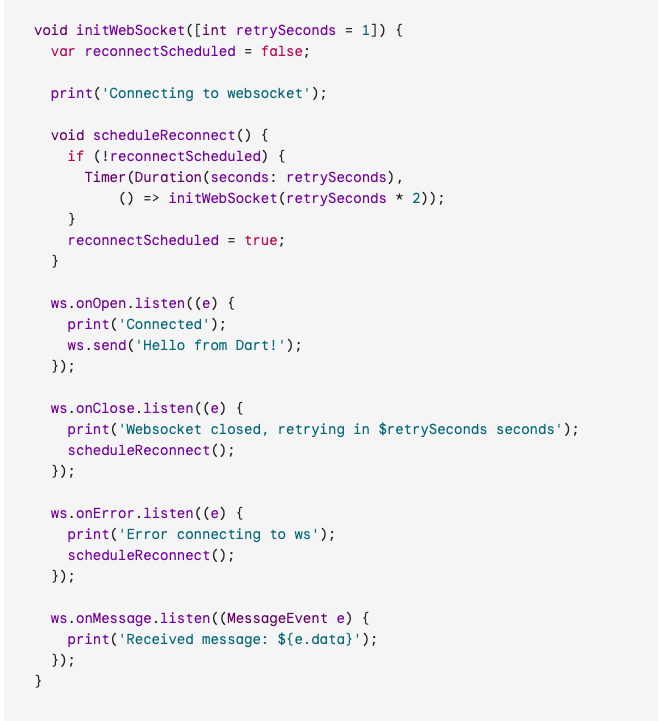 void initWebSocket([int retrySeconds = 1]) {
  var reconnectScheduled = false;

  print('Connecting to websocket');

  void scheduleReconnect() {
    if (!reconnectScheduled) {
      Timer(Duration(seconds: retrySeconds),
          () => initWebSocket(retrySeconds * 2));
    }
    reconnectScheduled = true;
  }

  ws.onOpen.listen((e) {
    print('Connected');
    ws.send('Hello from Dart!');
  });

  ws.onClose.listen((e) {
    print('Websocket closed, retrying in $retrySeconds seconds');
    scheduleReconnect();
  });

  ws.onError.listen((e) {
    print('Error connecting to ws');
    scheduleReconnect();
  });

  ws.onMessage.listen((MessageEvent e) {
    print('Received message: ${e.data}');
  });
}